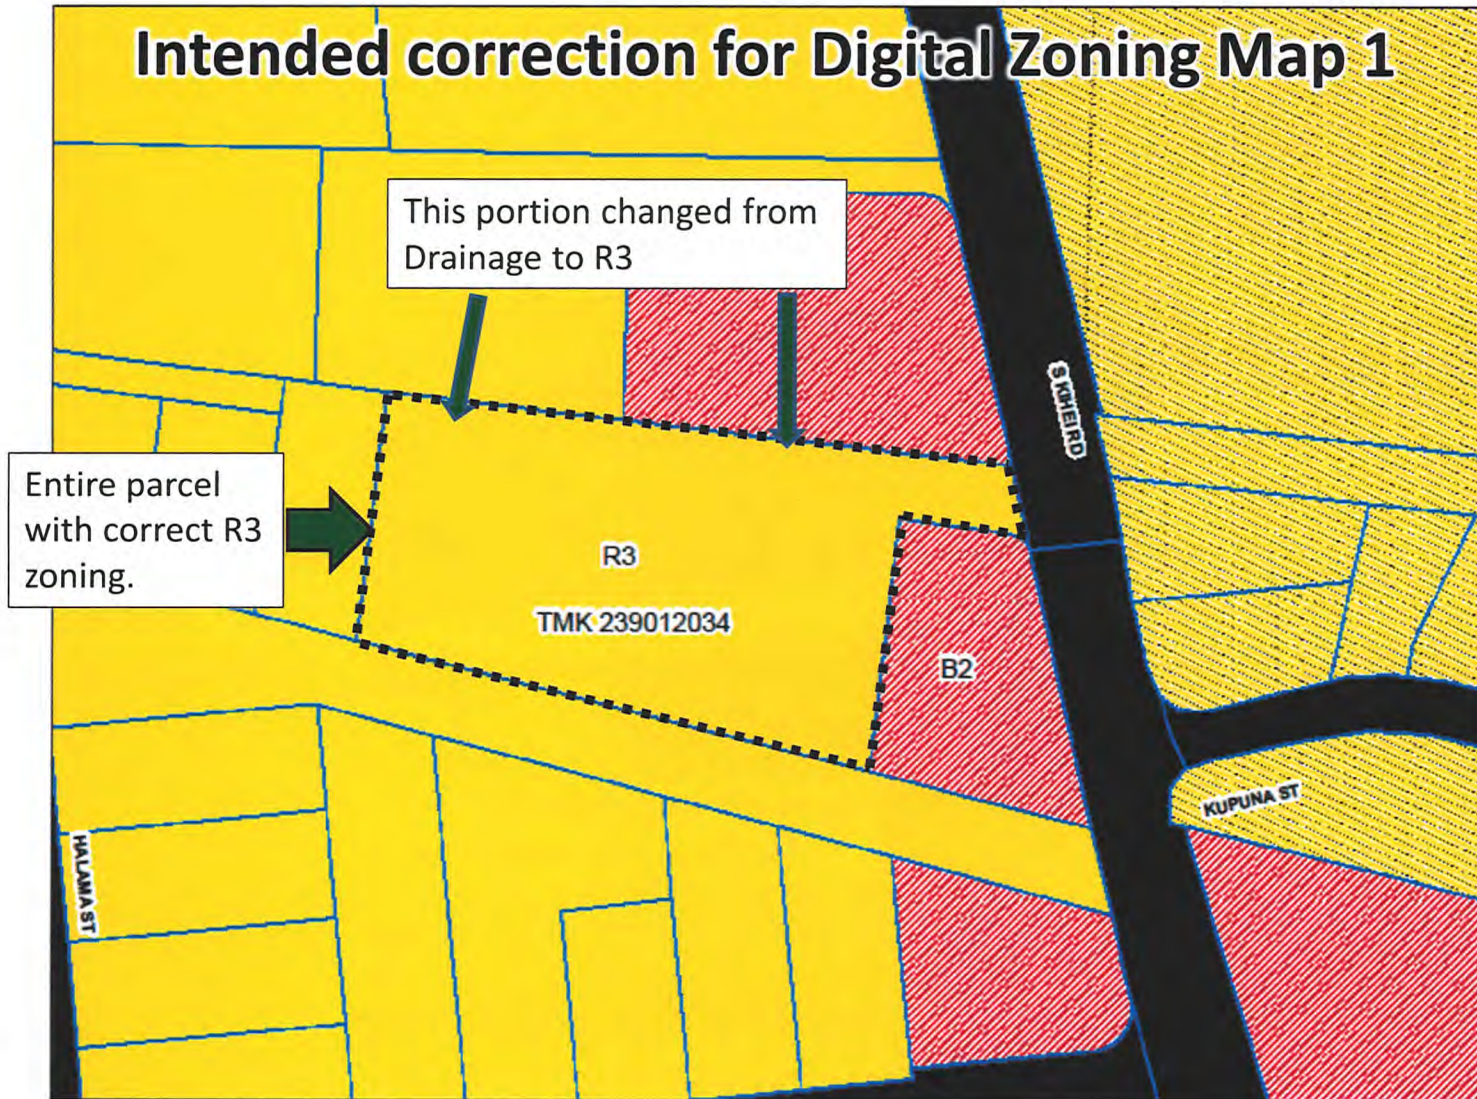 Intended correction for Digital Zoning Map 1
This portion changed from
Drainage to R3
S KIHEI RD
Entire parcel
with correct R3
zoning.
R3
TMK 239012034
B2
KUPUNA ST
HALAMA ST